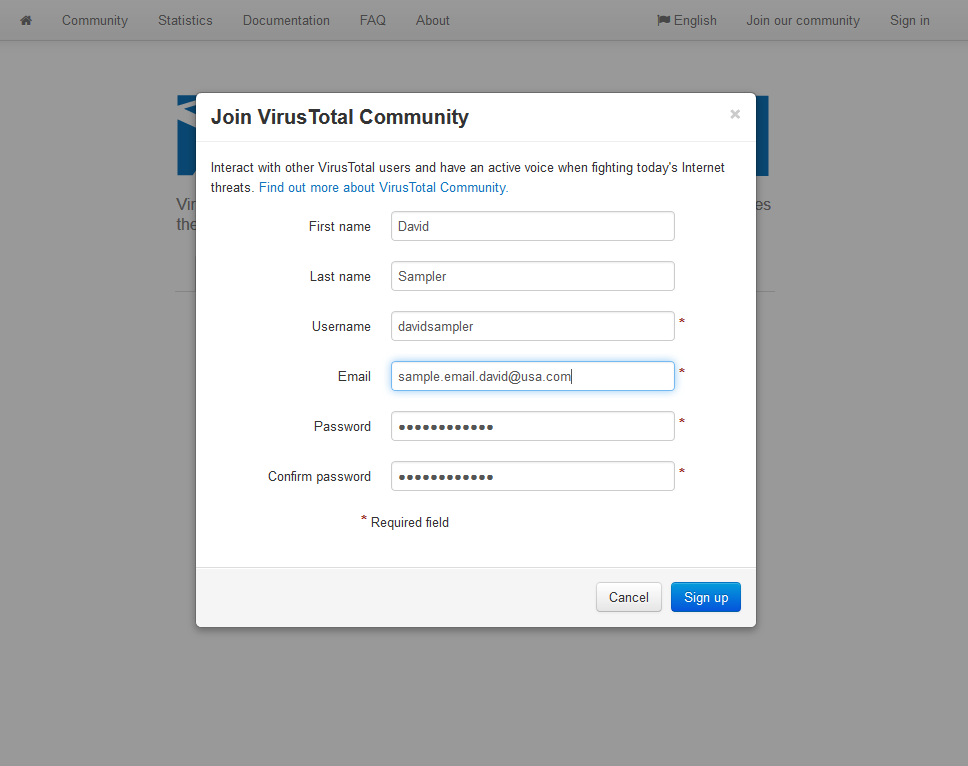 Community Statistics Documentation FAQ About English Join our community Sign in
Join VirusTotal Community ×
Interact with other VirusTotal users and have an active voice when fighting today's Internet
threats. Find out more about VirusTotal Community.
First name David
Last name Sampler
Username davidsampler *
Email sample.email.david@usa.com *
Password ●●●●●●●●●●●● *
Confirm password ●●●●●●●●●●●● *
* Required field
Cancel Sign up